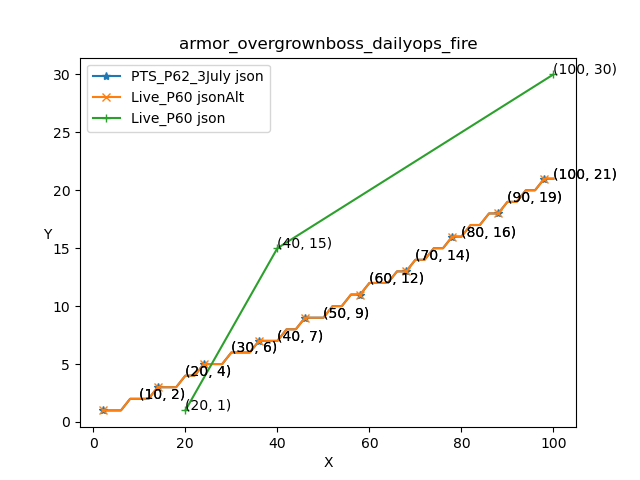 armor_overgrownboss_dailyops_fire
PTS_P62_3July json
Live_P60 jsonAlt
Live_P60 json
Y
30
25
20
15
10
5
0
(100, 30)
(100, 21)
(90, 19)
(80, 16)
(40, 15)
(70, 14)
(60, 12)
(50, 9)
(40, 7)
(30, 6)
(20, 4)
(10, 2)
(20, 1)
0 20 40 60 80 100
X